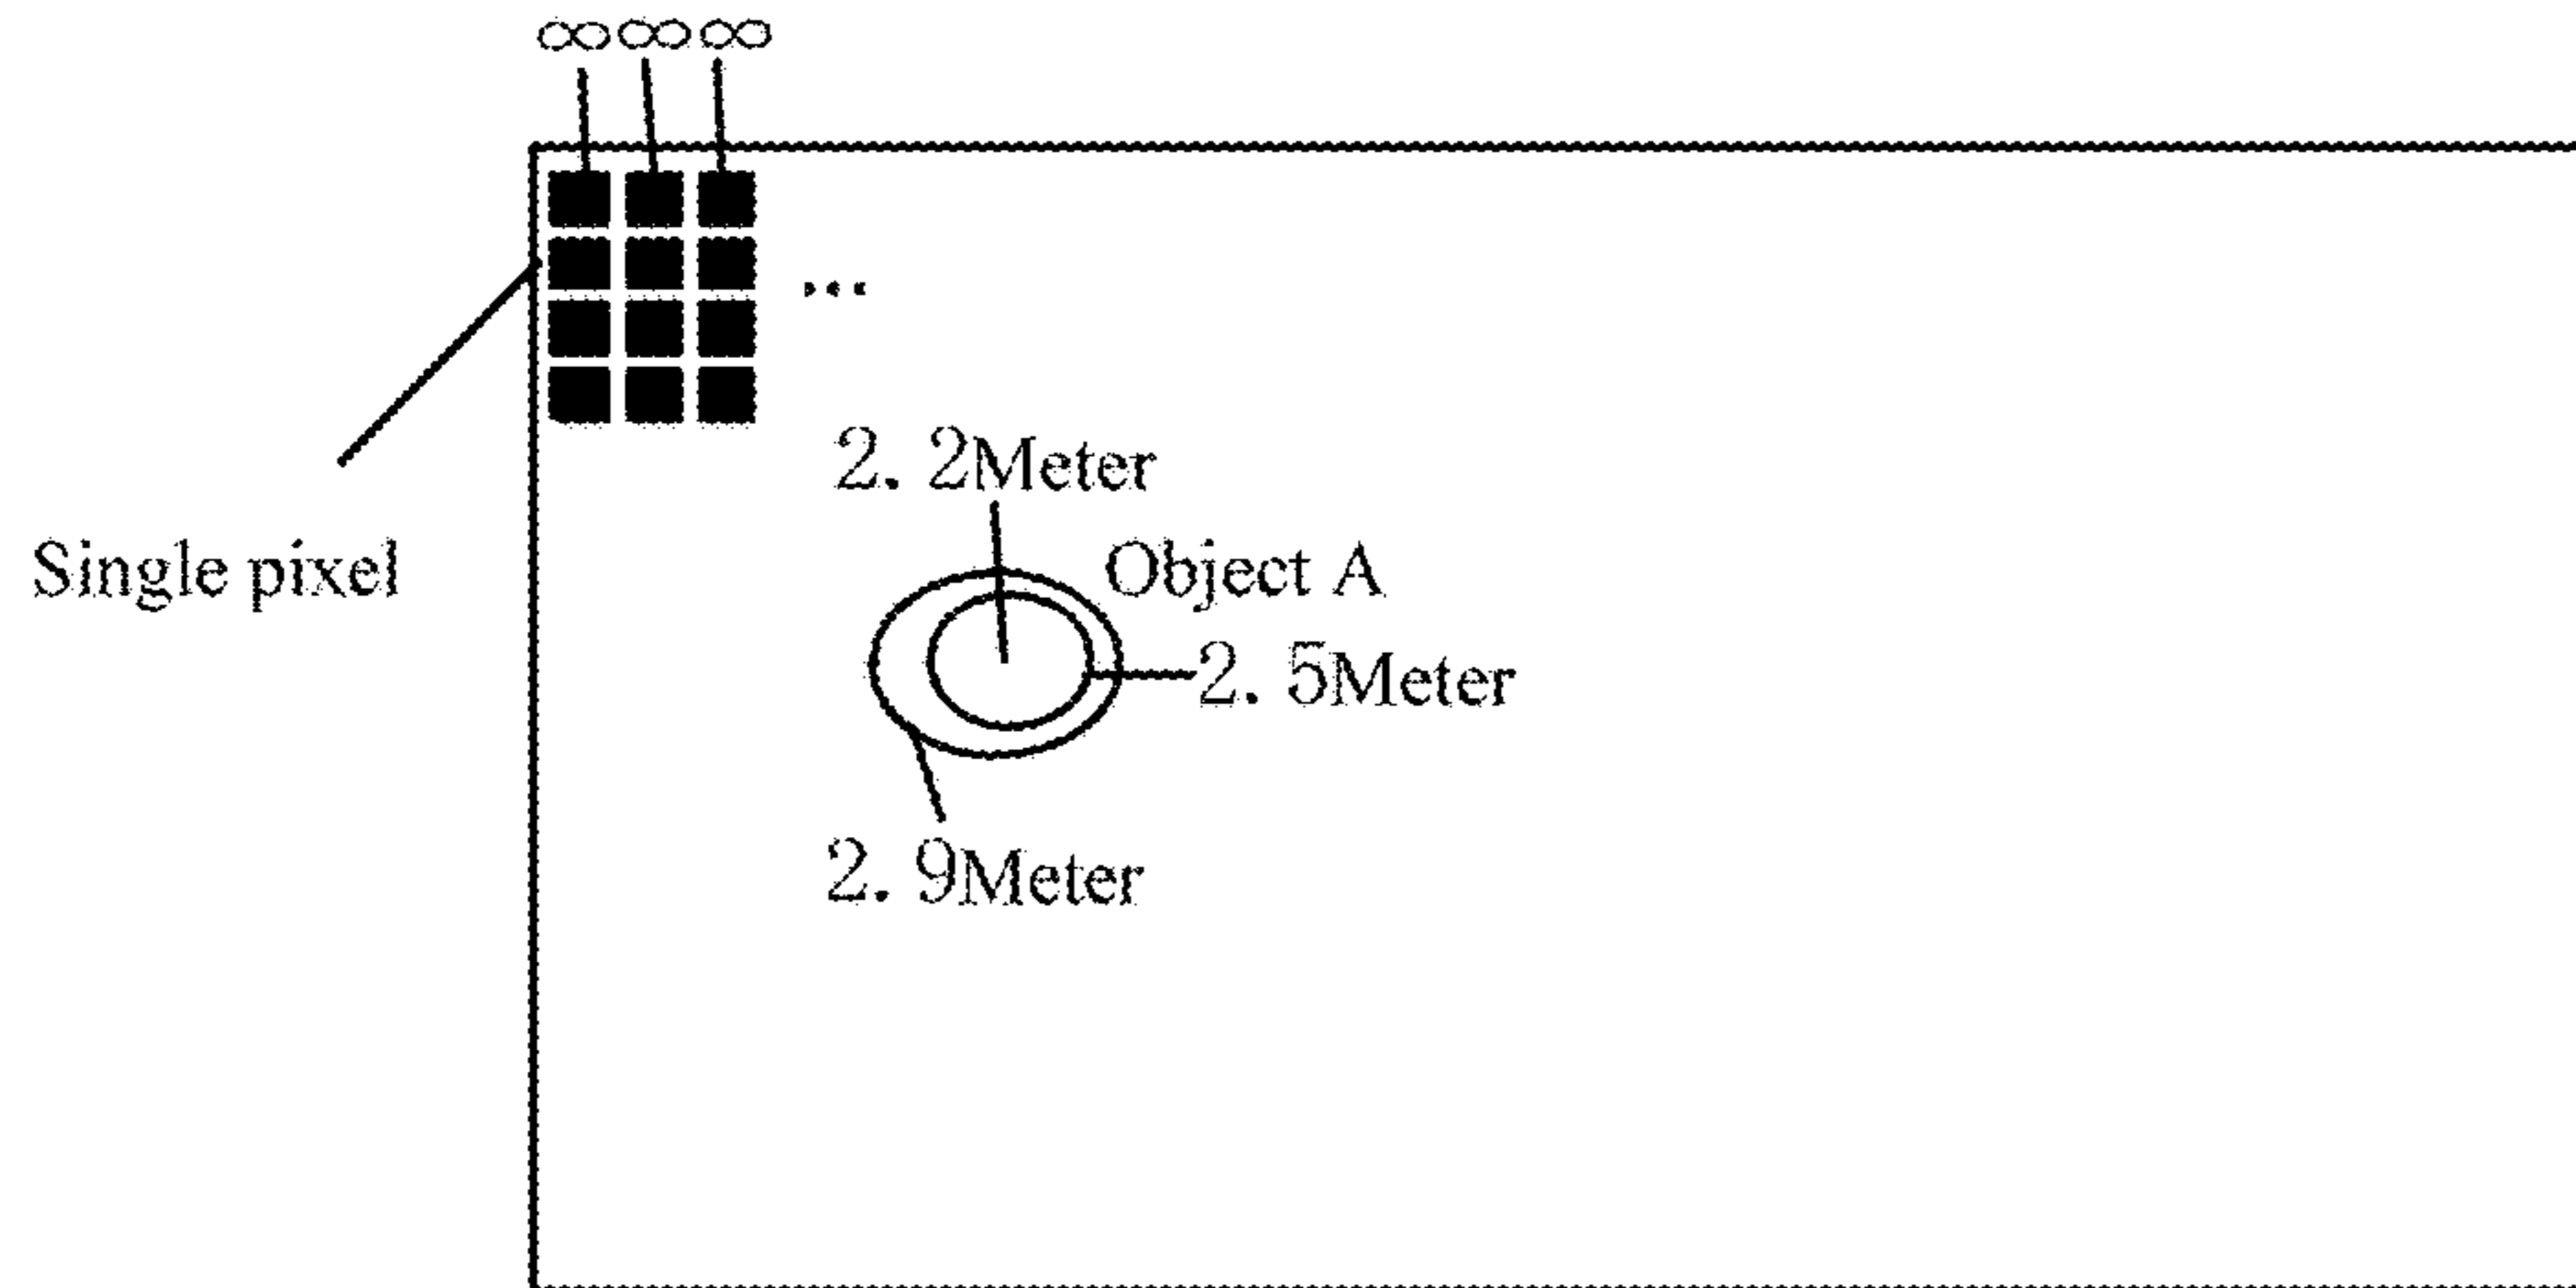 ∞ ∞ ∞
...
2. 2Meter
Single pixel
Object A
2. 5Meter
2. 9Meter